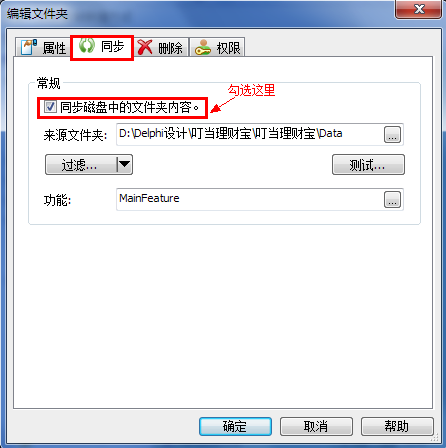 编辑文件夹
属性 同步 删除 权限
常规
同步磁盘中的文件夹内容。
勾选这里
来源文件夹: D:\Delphi设计\叮当理财宝\叮当理财宝\Data ...
过滤... 测试...
功能: MainFeature ...
确定 取消 帮助